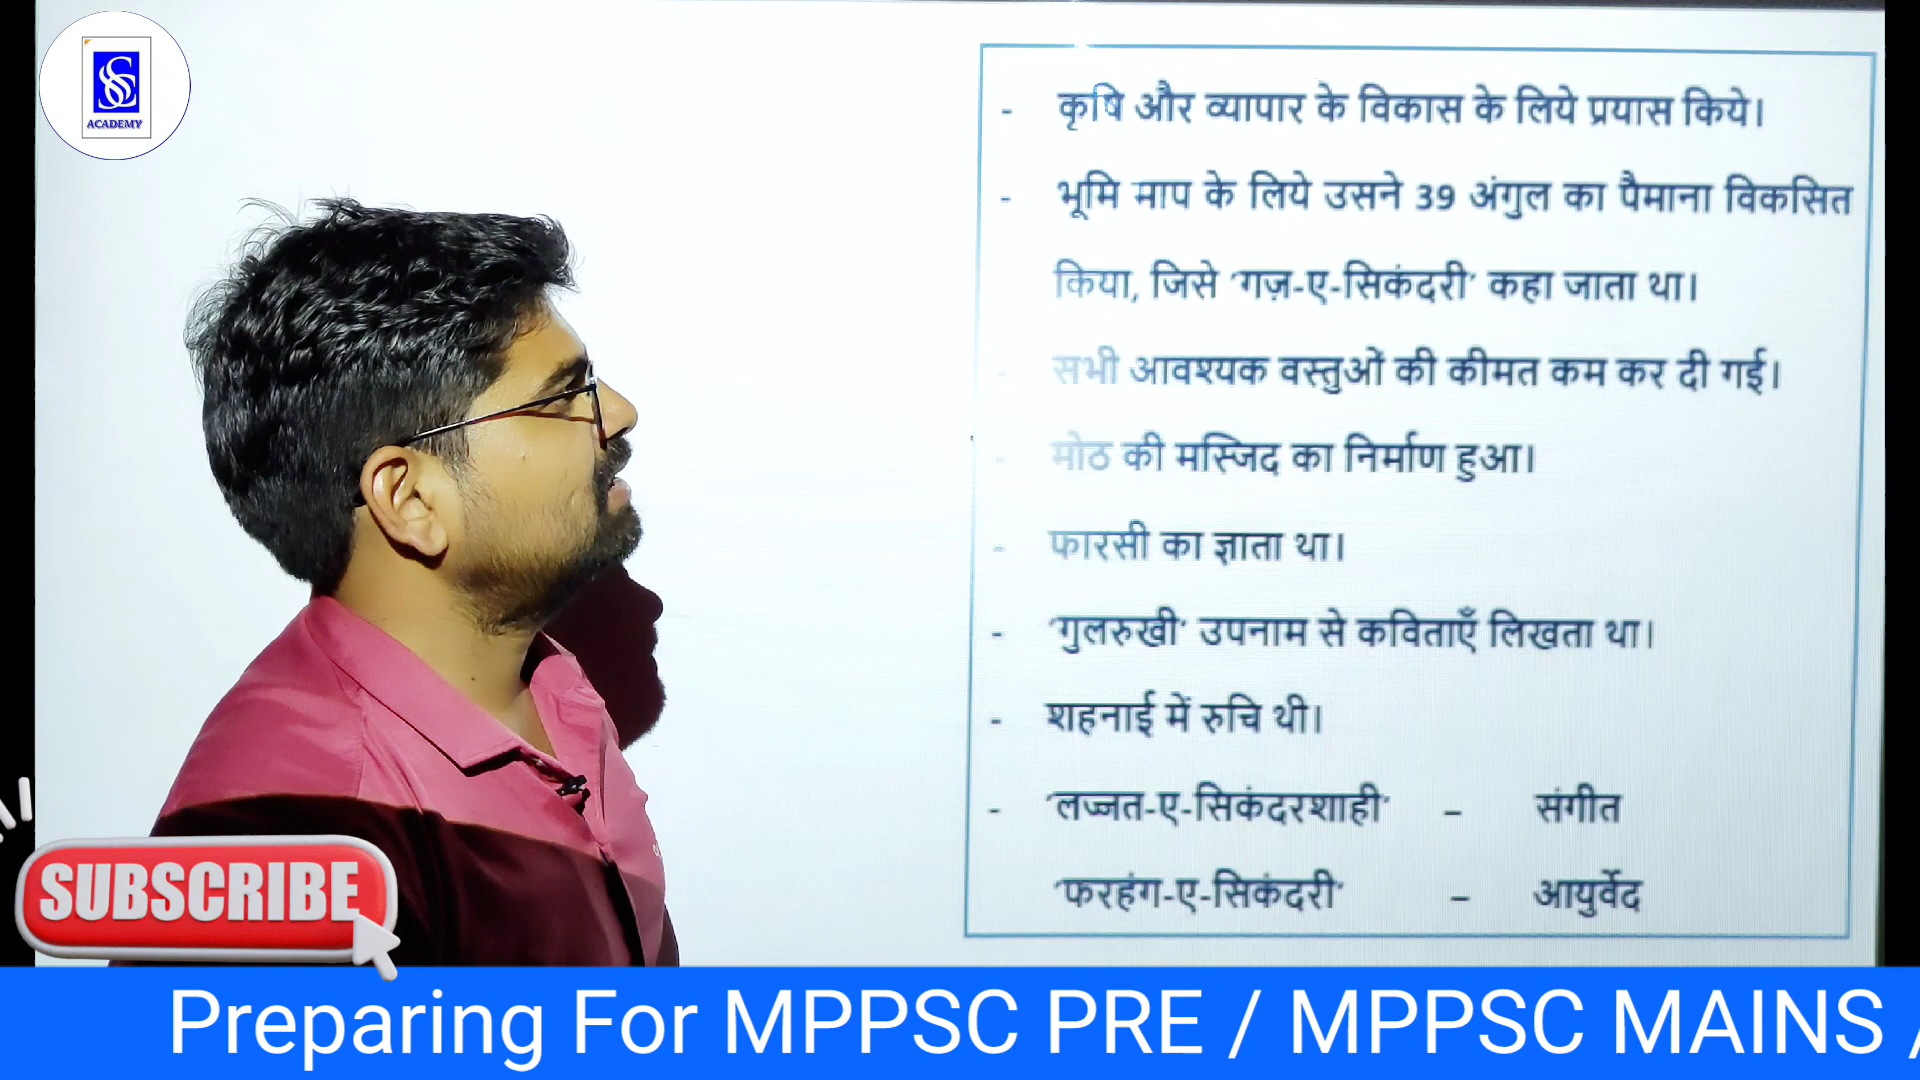 SSC
ACADEMY
- कृषि और व्यापार के विकास के लिये प्रयास किये।
- भूमि माप के लिये उसने 39 अंगुल का पैमाना विकसित
किया, जिसे ‘गज़-ए-सिकंदरी’ कहा जाता था।
- सभी आवश्यक वस्तुओं की कीमत कम कर दी गई।
- मोठ की मस्जिद का निर्माण हुआ।
- फारसी का ज्ञाता था।
- ‘गुलरुखी’ उपनाम से कविताएँ लिखता था।
- शहनाई में रुचि थी।
- ‘लज्जत-ए-सिकंदरशाही’ – संगीत
‘फरहंग-ए-सिकंदरी’ – आयुर्वेद
SUBSCRIBE
Preparing For MPPSC PRE / MPPSC MAINS /